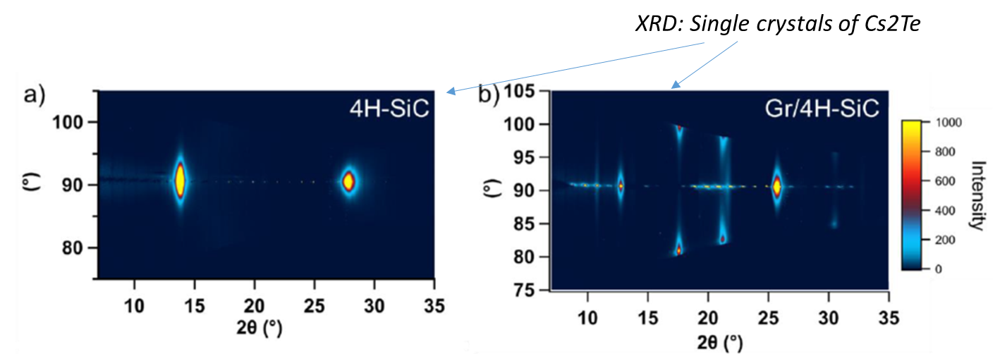 XRD: Single crystals of Cs2Te
a)
4H-SiC
100
90
80
(°)
10 15 20 25 30 35
2θ (°)
b)
Gr/4H-SiC
105
100
95
90
85
80
75
(°)
10 15 20 25 30 35
2θ (°)
1000
800
600
400
200
0
Intensity